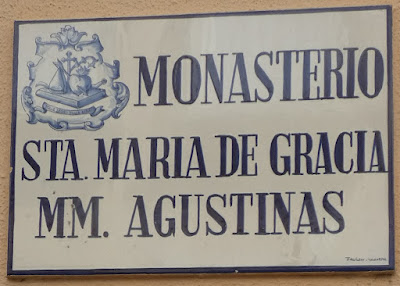 MONASTERIO
STA. MARIA DE GRACIA
MM. AGUSTINAS